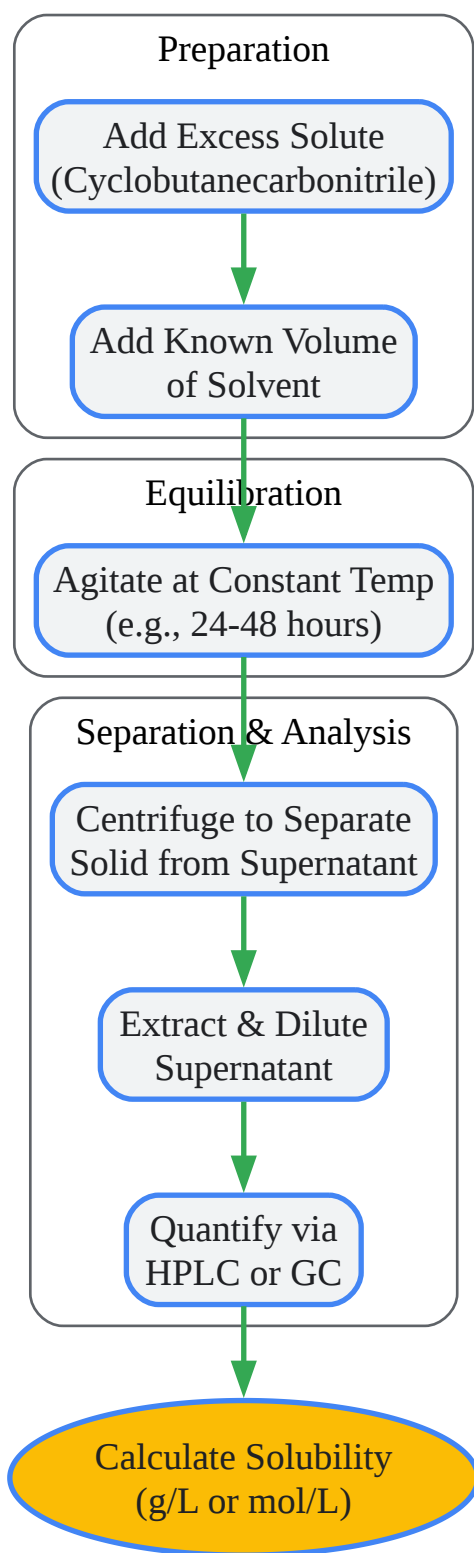 Preparation
Add Excess Solute
(Cyclobutanecarbonitrile)
Add Known Volume
of Solvent
Equilibration
Agitate at Constant Temp
(e.g., 24-48 hours)
Separation & Analysis
Centrifuge to Separate
Solid from Supernatant
Extract & Dilute
Supernatant
Quantify via
HPLC or GC
Calculate Solubility
(g/L or mol/L)